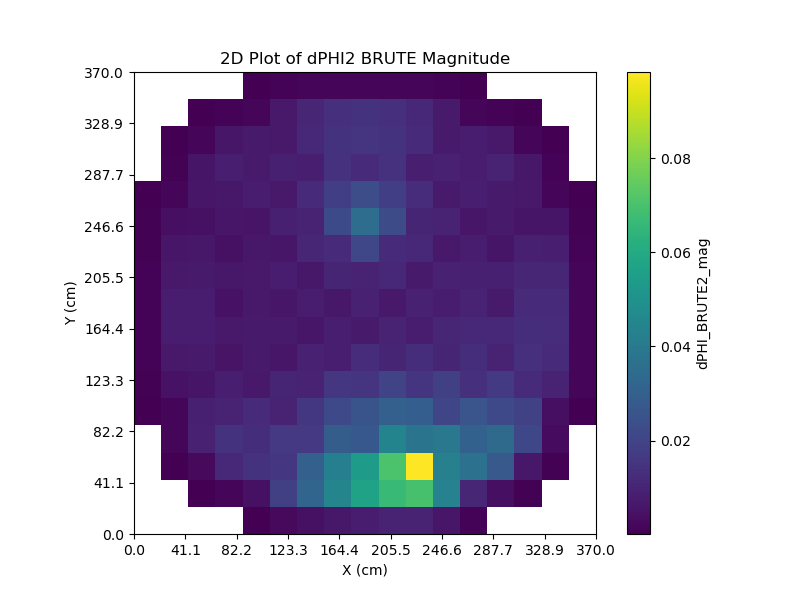 2D Plot of dPHI2 BRUTE Magnitude
370.0
328.9
287.7
246.6
205.5
164.4
123.3
82.2
41.1
0.0
Y (cm)
0.0 41.1 82.2 123.3 164.4 205.5 246.6 287.7 328.9 370.0
X (cm)
0.08
0.06
0.04
0.02
dPHI_BRUTE2_mag